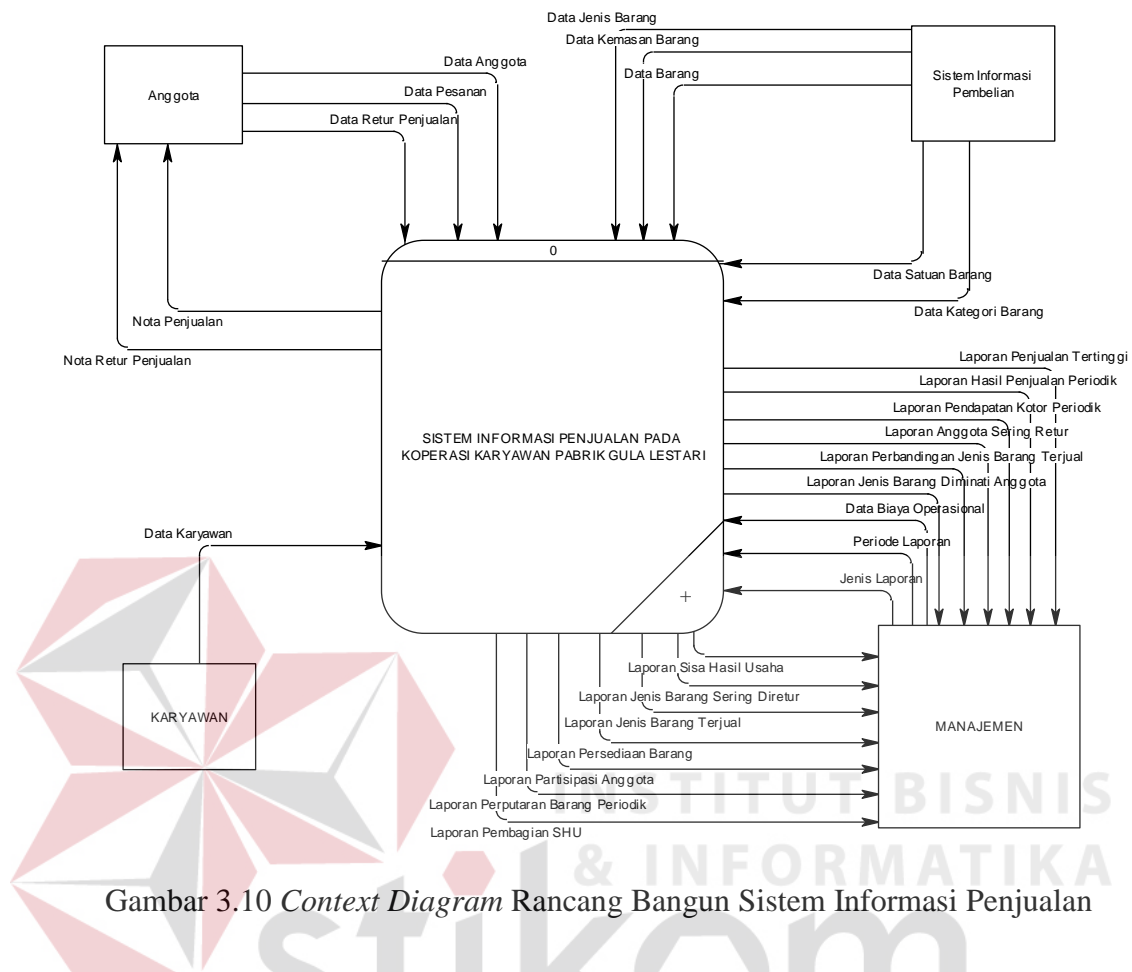 Data Jenis Barang
Data Kemasan Barang
Data Barang
Sistem Informasi
Pembelian
Anggota
Data Anggota
Data Pesanan
Data Retur Penjualan
0
Data Satuan Barang
Data Kategori Barang
Nota Penjualan
Nota Retur Penjualan
SISTEM INFORMASI PENJUALAN PADA
KOPERASI KARYAWAN PABRIK GULA LESTARI
Laporan Penjualan Tertinggi
Laporan Hasil Penjualan Periodik
Laporan Pendapatan Kotor Periodik
Laporan Anggota Sering Retur
Laporan Perbandingan Jenis Barang Terjual
Laporan Jenis Barang Diminati Anggota
Data Biaya Operasional
Periode Laporan
Jenis Laporan
Data Karyawan
+
KARYAWAN
MANAJEMEN
Laporan Sisa Hasil Usaha
Laporan Jenis Barang Sering Diretur
Laporan Jenis Barang Terjual
Laporan Persediaan Barang
Laporan Partisipasi Anggota
Laporan Perputaran Barang Periodik
Laporan Pembagian SHU
INSTITUT BISNIS
& INFORMATIKA
stikom
Gambar 3.10 Context Diagram Rancang Bangun Sistem Informasi Penjualan